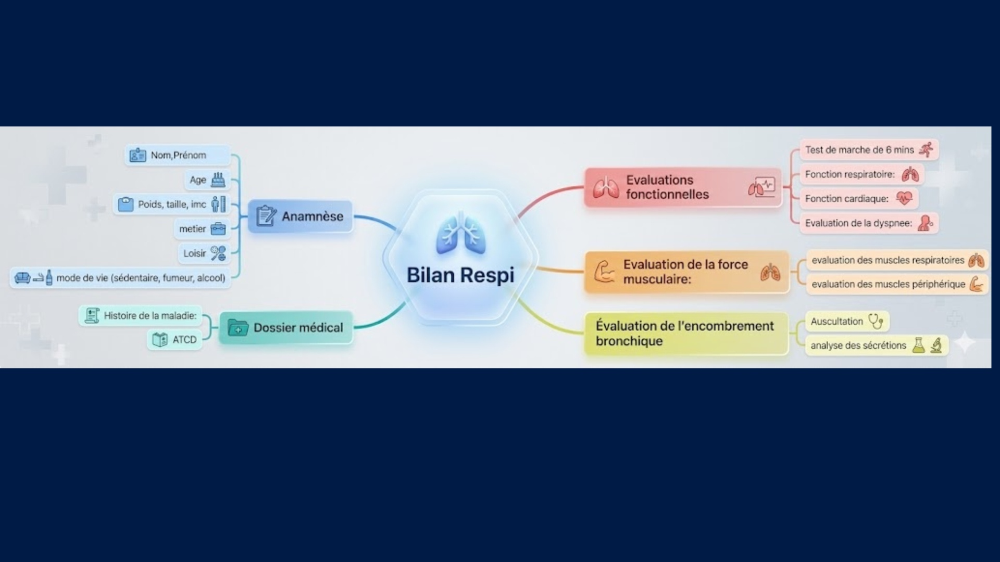 Nom,Prénom
Age
Poids, taille, imc
metier
Loisir
mode de vie (sédentaire, fumeur, alcool)
Anamnèse
Histoire de la maladie:
ATCD
Dossier médical
Bilan Respi
Evaluations
fonctionnelles
Test de marche de 6 mins
Fonction respiratoire:
Fonction cardiaque:
Evaluation de la dyspnee:
Evaluation de la force
musculaire:
evaluation des muscles respiratoires
evaluation des muscles périphérique
Évaluation de l'encombrement
bronchique
Auscultation
analyse des sécrétions